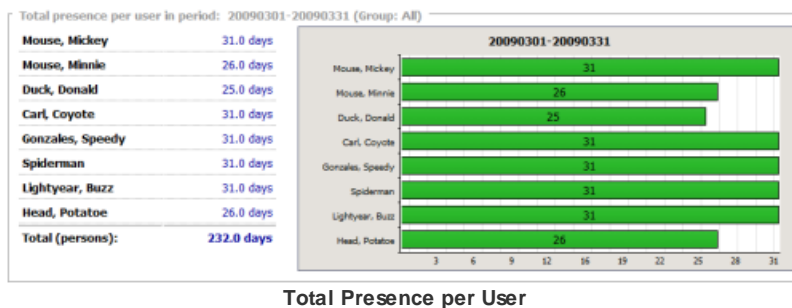 Total presence per user in period: 20090301-20090331 (Group: All)
Mouse, Mickey 31.0 days
Mouse, Minnie 26.0 days
Duck, Donald 25.0 days
Carl, Coyote 31.0 days
Gonzales, Speedy 31.0 days
Spiderman 31.0 days
Lightyear, Buzz 31.0 days
Head, Potatoe 26.0 days
Total (persons): 232.0 days
20090301-20090331
Mouse, Mickey 31
Mouse, Minnie 26
Duck, Donald 25
Carl, Coyote 31
Gonzales, Speedy 31
Spiderman 31
Lightyear, Buzz 31
Head, Potatoe 26
3 6 9 12 16 19 22 25 28 31
Total Presence per User